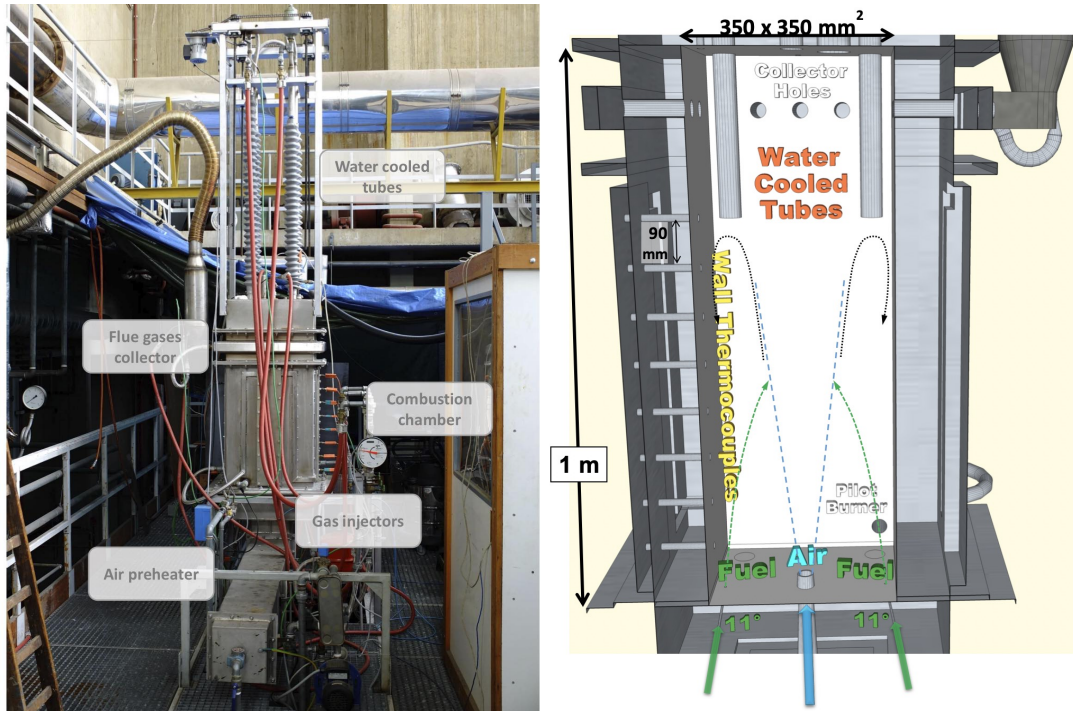 Water cooled
tubes
Flue gases
collector
Combustion
chamber
Gas injectors
Air preheater
350 x 350 mm²
Collector
Holes
Water
Cooled
Tubes
90
mm
Wall Thermocouples
1 m
Pilot
Burner
Air
Fuel
Fuel
11°
11°